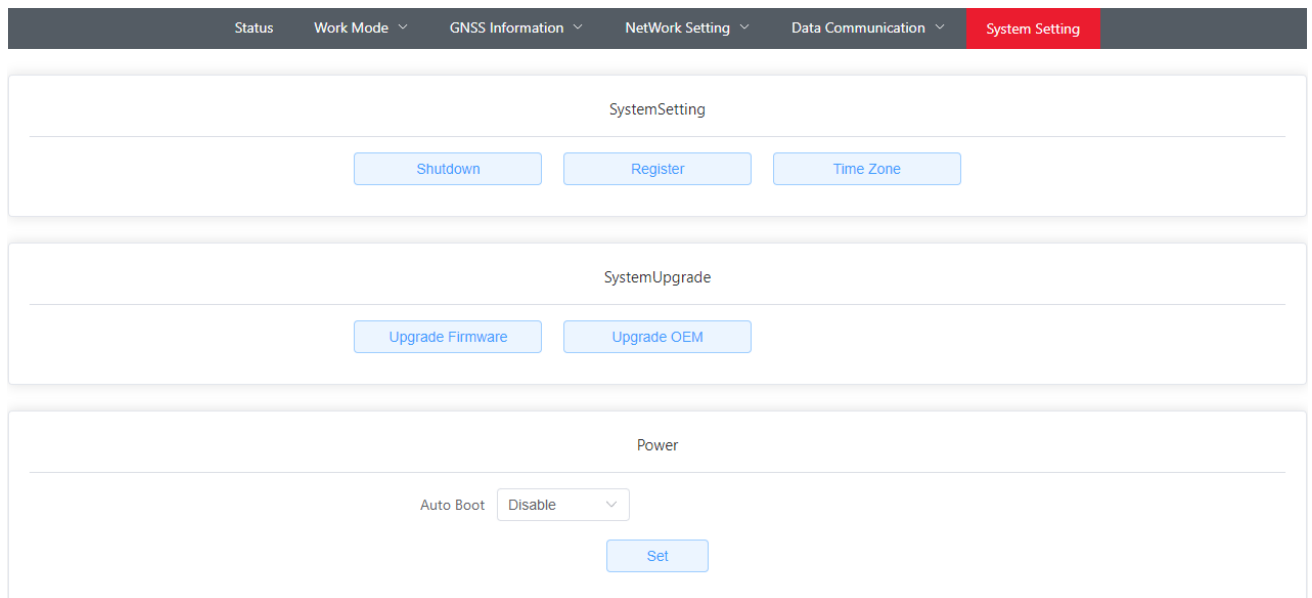 Status Work Mode GNSS Information NetWork Setting Data Communication System Setting
SystemSetting
Shutdown Register Time Zone
SystemUpgrade
Upgrade Firmware Upgrade OEM
Power
Auto Boot Disable
Set